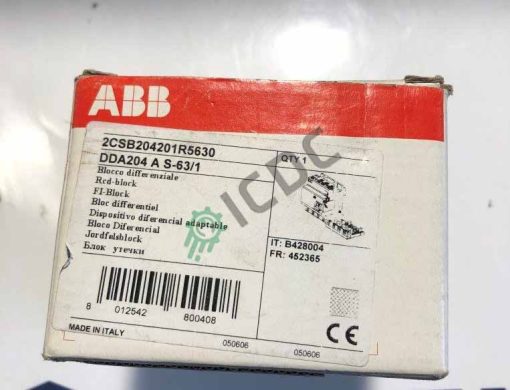 ABB
2CSB204201R5630
DDA204 A S-63/1
QTY 1
Blocco differenziale
Rcd-block
FI-Block
Bloc differentiel
Dispositivo diferencial adaptable
Bloco Diferencial
Jordfelsblock
Блок утечки
IT: B428004
FR: 452365
8 012542 800408
MADE IN ITALY
050606
050606
CE
ICDC